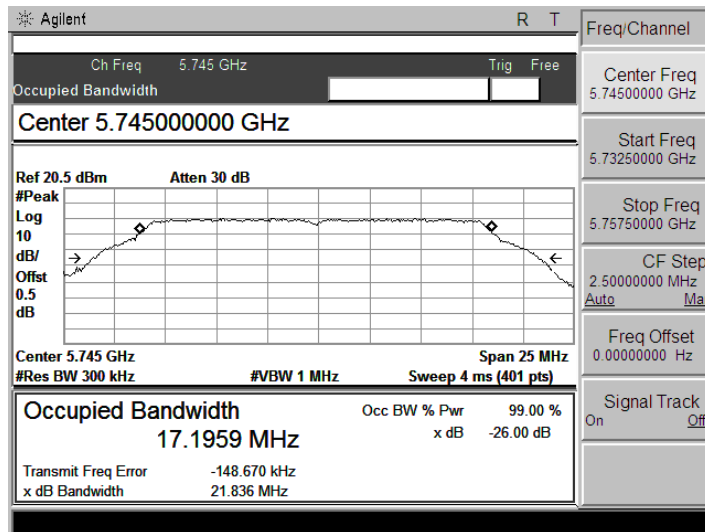 Agilent R T
Ch Freq 5.745 GHz Trig Free
Occupied Bandwidth
Center 5.745000000 GHz
Ref 20.5 dBm Atten 30 dB
#Peak
Log
10
dB/
Offst
0.5
dB
Center 5.745 GHz Span 25 MHz
#Res BW 300 kHz #VBW 1 MHz Sweep 4 ms (401 pts)
Occupied Bandwidth Occ BW % Pwr 99.00 %
17.1959 MHz x dB -26.00 dB
Transmit Freq Error -148.670 kHz
x dB Bandwidth 21.836 MHz
Freq/Channel
Center Freq
5.74500000 GHz
Start Freq
5.73250000 GHz
Stop Freq
5.75750000 GHz
CF Step
2.50000000 MHz
Auto Ma
Freq Offset
0.00000000 Hz
Signal Track
On Off